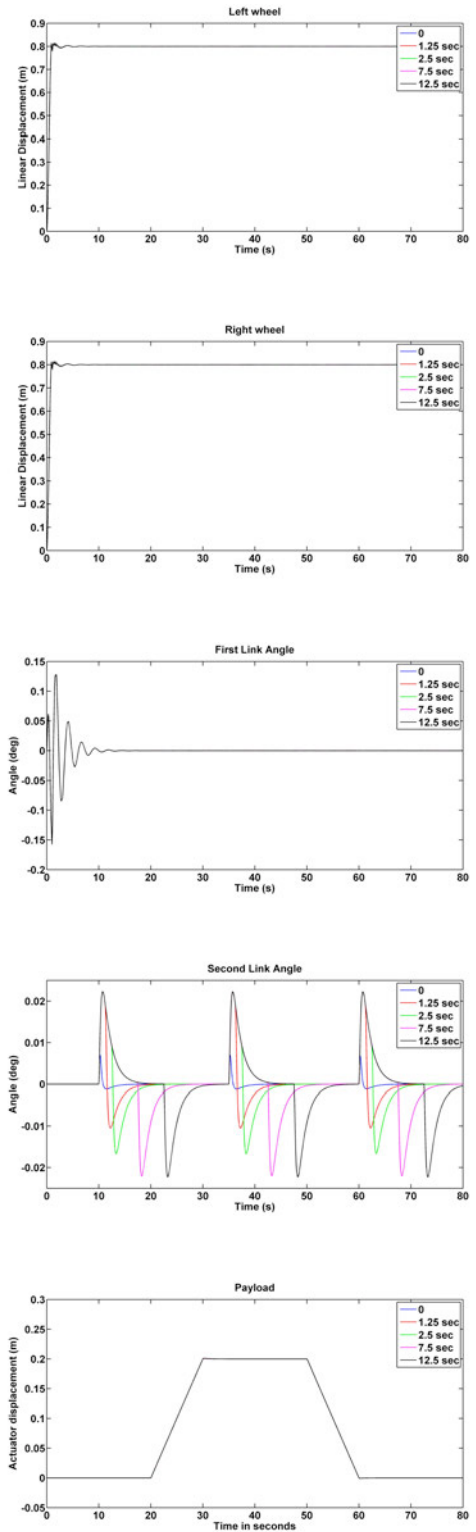 Left wheel
0.9
0.8
0.7
0.6
0.5
0.4
0.3
0.2
0.1
0
Linear Displacement (m)
0
1.25 sec
2.5 sec
7.5 sec
12.5 sec
0 10 20 30 40 50 60 70 80
Time (s)
Right wheel
0.9
0.8
0.7
0.6
0.5
0.4
0.3
0.2
0.1
0
Linear Displacement (m)
0
1.25 sec
2.5 sec
7.5 sec
12.5 sec
0 10 20 30 40 50 60 70 80
Time (s)
First Link Angle
0.15
0.1
0.05
0
-0.05
-0.1
-0.15
-0.2
Angle (deg)
0
1.25 sec
2.5 sec
7.5 sec
12.5 sec
0 10 20 30 40 50 60 70 80
Time (s)
Second Link Angle
0.02
0.01
0
-0.01
-0.02
Angle (deg)
0
1.25 sec
2.5 sec
7.5 sec
12.5 sec
0 10 20 30 40 50 60 70 80
Time (s)
Payload
0.3
0.25
0.2
0.15
0.1
0.05
0
-0.05
Actuator displacement (m)
0
1.25 sec
2.5 sec
7.5 sec
12.5 sec
0 10 20 30 40 50 60 70 80
Time in seconds